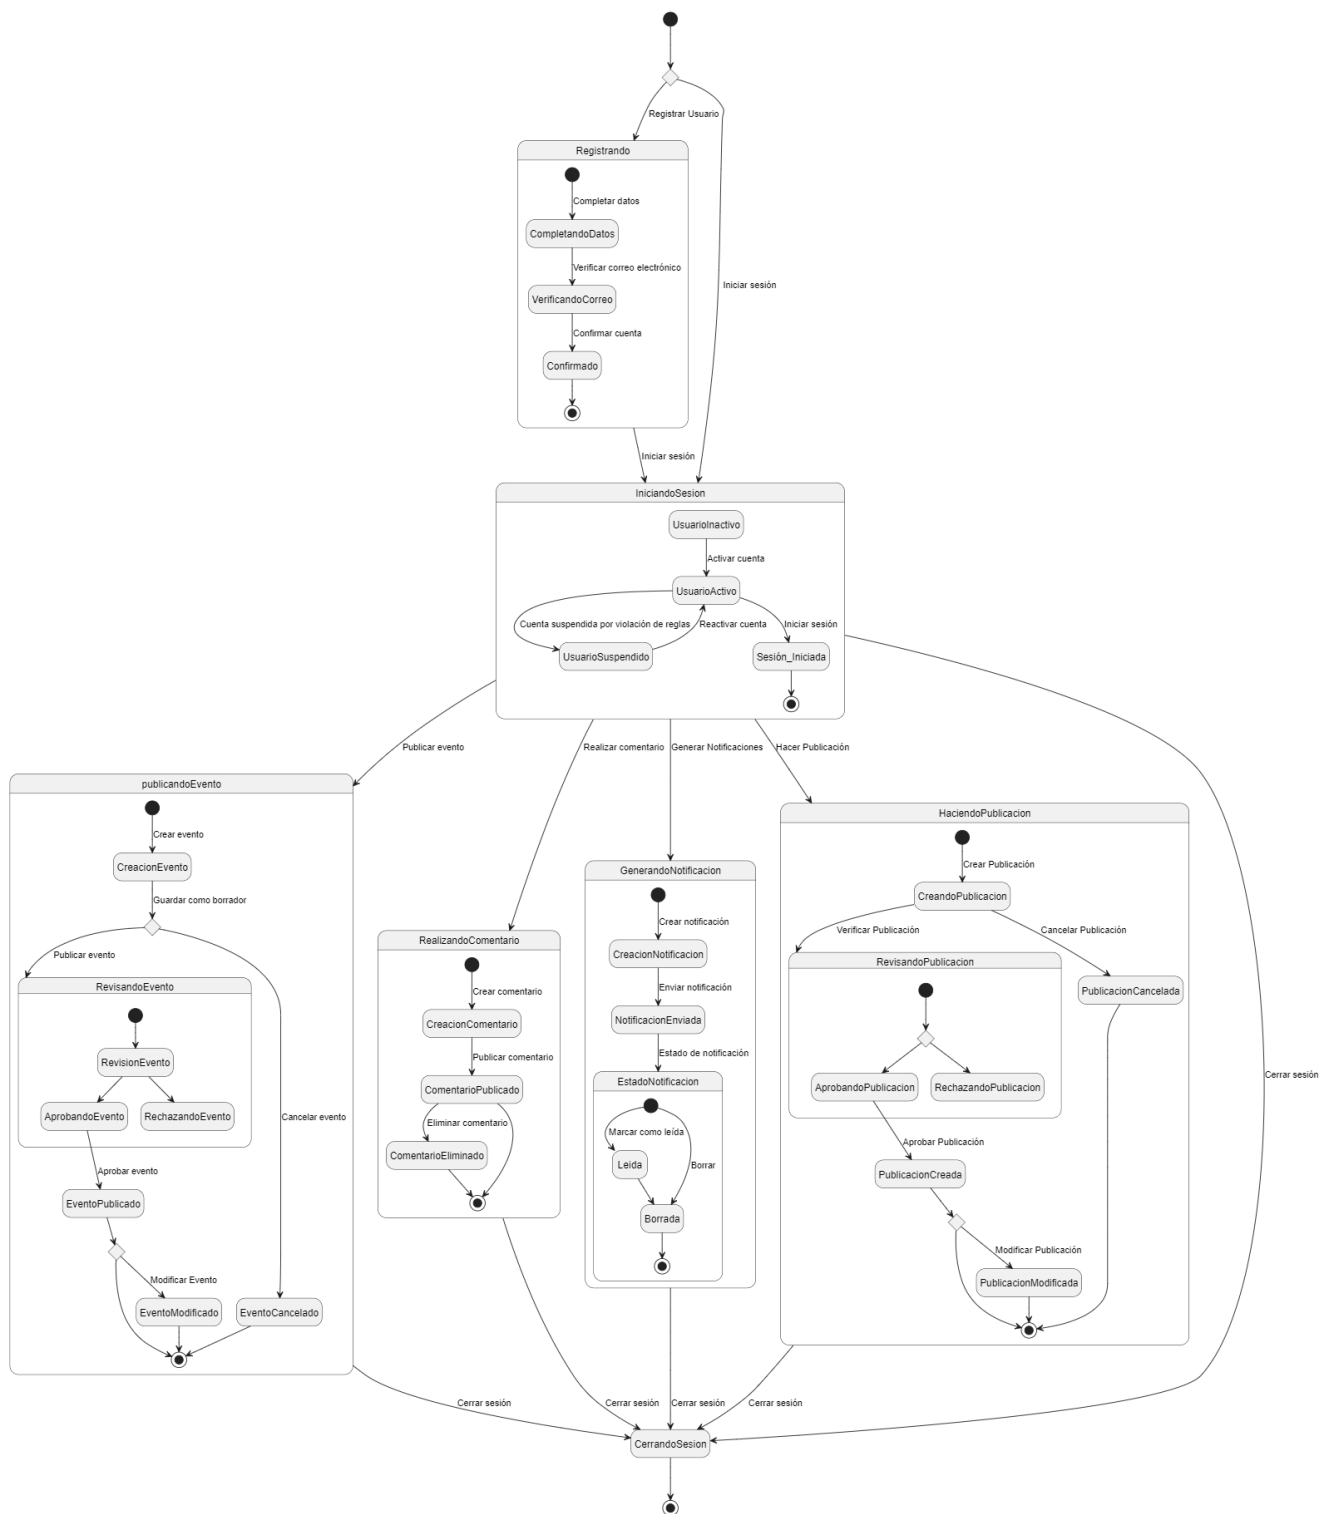 Registrar Usuario
Registrando
Completar datos
CompletandoDatos
Verificar correo electrónico
VerificandoCorreo
Confirmar cuenta
Confirmado
Iniciar sesión
Iniciar sesión
IniciandoSesion
UsuarioInactivo
Activar cuenta
UsuarioActivo
Cuenta suspendida por violación de reglas
Reactivar cuenta
Iniciar sesión
UsuarioSuspendido
Sesión_Iniciada
Publicar evento
Realizar comentario
Generar Notificaciones
Hacer Publicación
publicandoEvento
Crear evento
CreacionEvento
Guardar como borrador
Publicar evento
RevisandoEvento
RevisionEvento
AprobandoEvento
RechazandoEvento
Cancelar evento
Aprobar evento
EventoPublicado
Modificar Evento
EventoModificado
EventoCancelado
RealizandoComentario
Crear comentario
CreacionComentario
Publicar comentario
ComentarioPublicado
Eliminar comentario
ComentarioEliminado
GenerandoNotificacion
Crear notificación
CreacionNotificacion
Enviar notificación
NotificacionEnviada
Estado de notificación
EstadoNotificacion
Marcar como leída
Leida
Borrar
Borrada
HaciendoPublicacion
Crear Publicación
CreandoPublicacion
Verificar Publicación
Cancelar Publicación
RevisandoPublicacion
PublicacionCancelada
AprobandoPublicacion
RechazandoPublicacion
Aprobar Publicación
PublicacionCreada
Modificar Publicación
PublicacionModificada
Cerrar sesión
Cerrar sesión
Cerrar sesión
Cerrar sesión
Cerrar sesión
CerrandoSesion